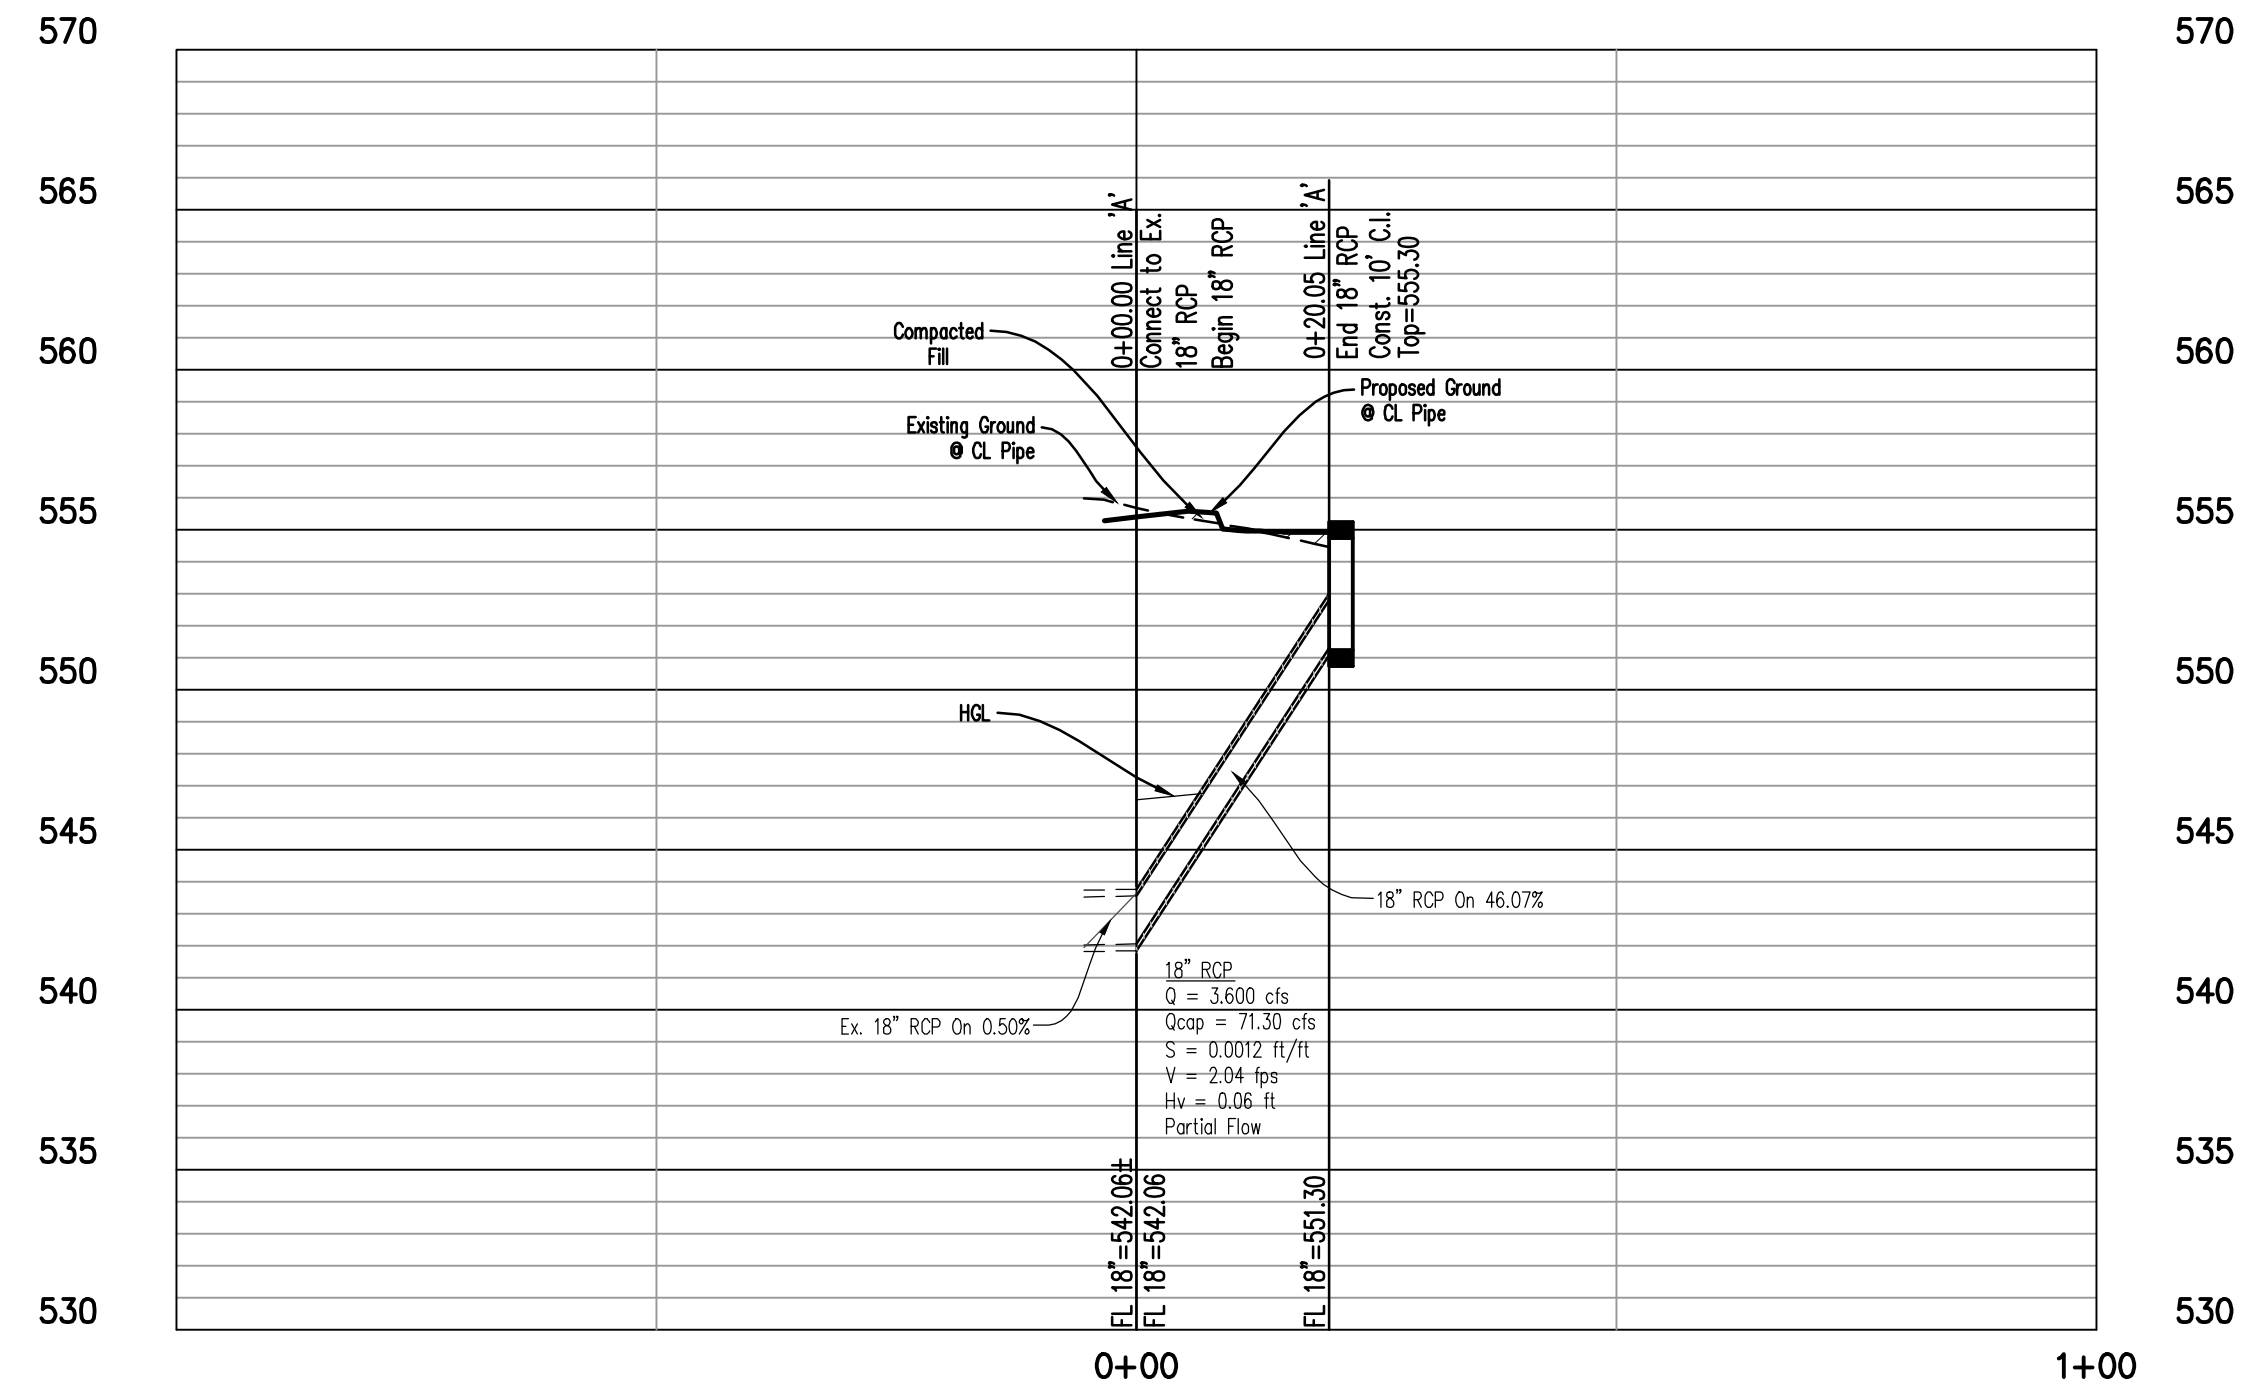 570
570
565
565
560
560
555
555
550
550
545
545
540
540
535
535
530
530
0+00.00 Line 'A'
Connect to Ex.
18" RCP
Begin 18" RCP
0+20.05 Line 'A'
End 18" RCP
Const. 10' C.I.
Top=555.30
Compacted
Fill
Existing Ground
@ CL Pipe
Proposed Ground
@ CL Pipe
HGL
18" RCP On 46.07%
Ex. 18" RCP On 0.50%
18" RCP
Q = 3.600 cfs
Qcap = 71.30 cfs
S = 0.0012 ft/ft
V = 2.04 fps
Hv = 0.06 ft
Partial Flow
FL 18"=542.06±
FL 18"=542.06
FL 18"=551.30
0+00
1+00